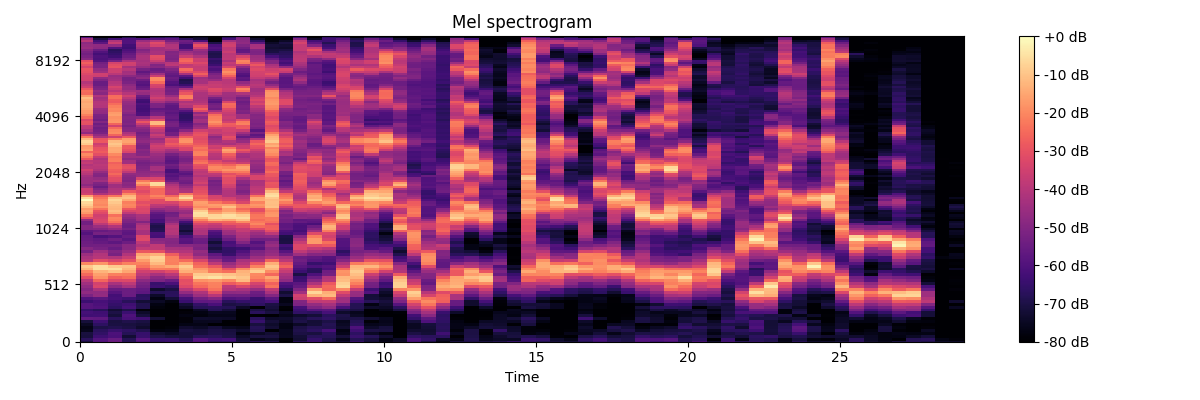 Mel spectrogram
8192
4096
2048
1024
512
0
Hz
0 5 10 15 20 25
Time
+0 dB
-10 dB
-20 dB
-30 dB
-40 dB
-50 dB
-60 dB
-70 dB
-80 dB